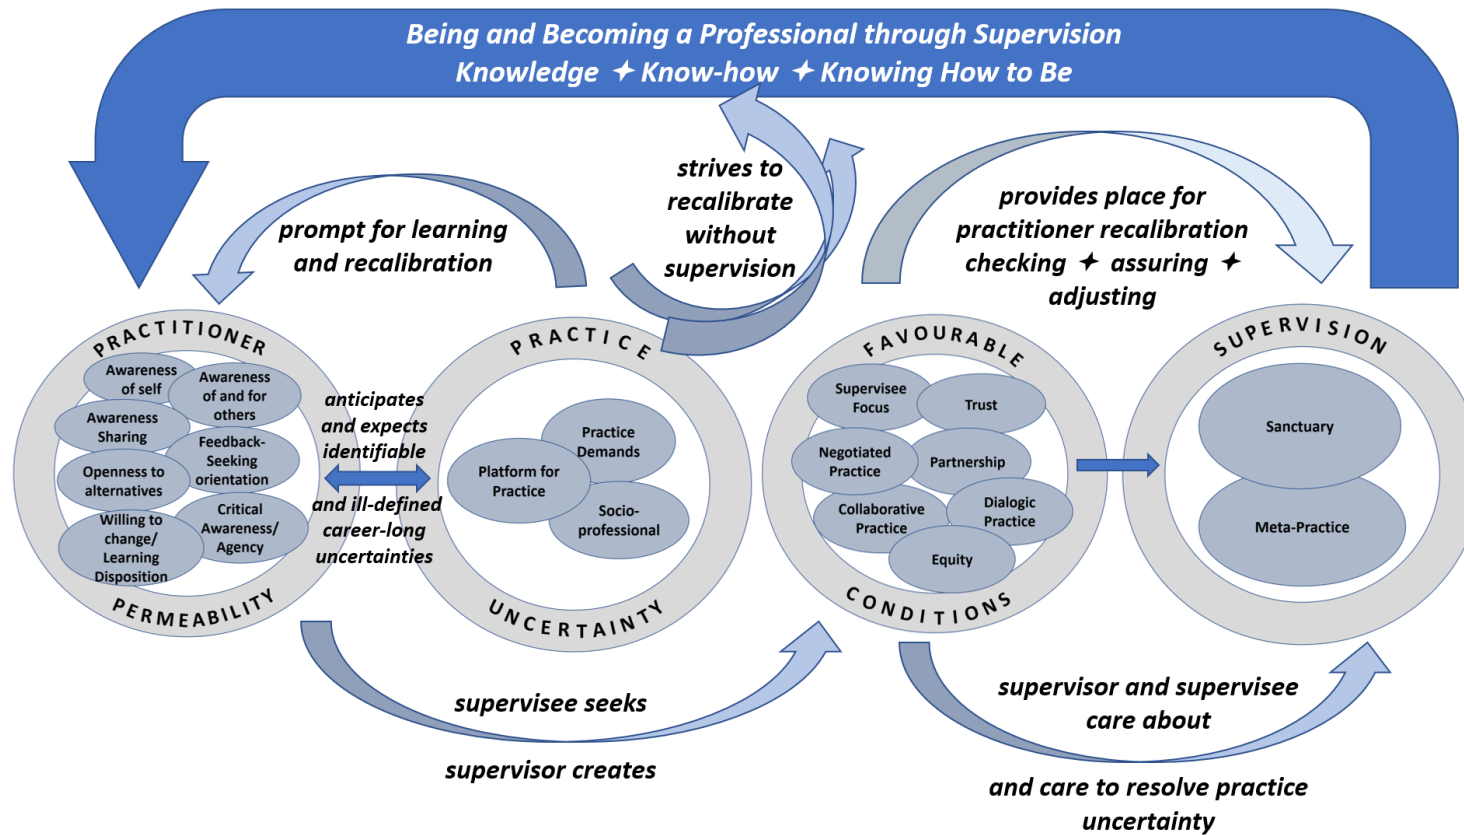 Being and Becoming a Professional through Supervision
Knowledge ✦ Know-how ✦ Knowing How to Be
prompt for learning
and recalibration
strives to
recalibrate
without
supervision
provides place for
practitioner recalibration
checking ✦ assuring ✦
adjusting
PRACTITIONER
Awareness
of self
Awareness
of and for
others
Awareness
Sharing
Feedback-
Seeking
orientation
Openness to
alternatives
Critical
Awareness/
Agency
Willing to
change/
Learning
Disposition
PERMEABILITY
anticipates
and expects
identifiable
and ill-defined
career-long
uncertainties
PRACTICE
Practice
Demands
Platform for
Practice
Socio-
professional
UNCERTAINTY
FAVOURABLE
Supervisee
Focus
Trust
Negotiated
Practice
Partnership
Collaborative
Practice
Dialogic
Practice
Equity
CONDITIONS
SUPERVISION
Sanctuary
Meta-Practice
supervisee seeks
supervisor creates
supervisor and supervisee
care about
and care to resolve practice
uncertainty